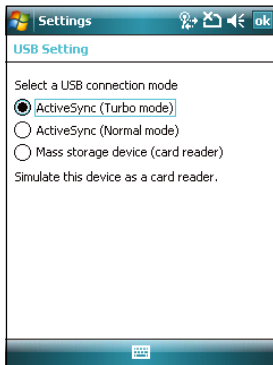 Settings
ok
USB Setting
Select a USB connection mode
ActiveSync (Turbo mode)
ActiveSync (Normal mode)
Mass storage device (card reader)
Simulate this device as a card reader.